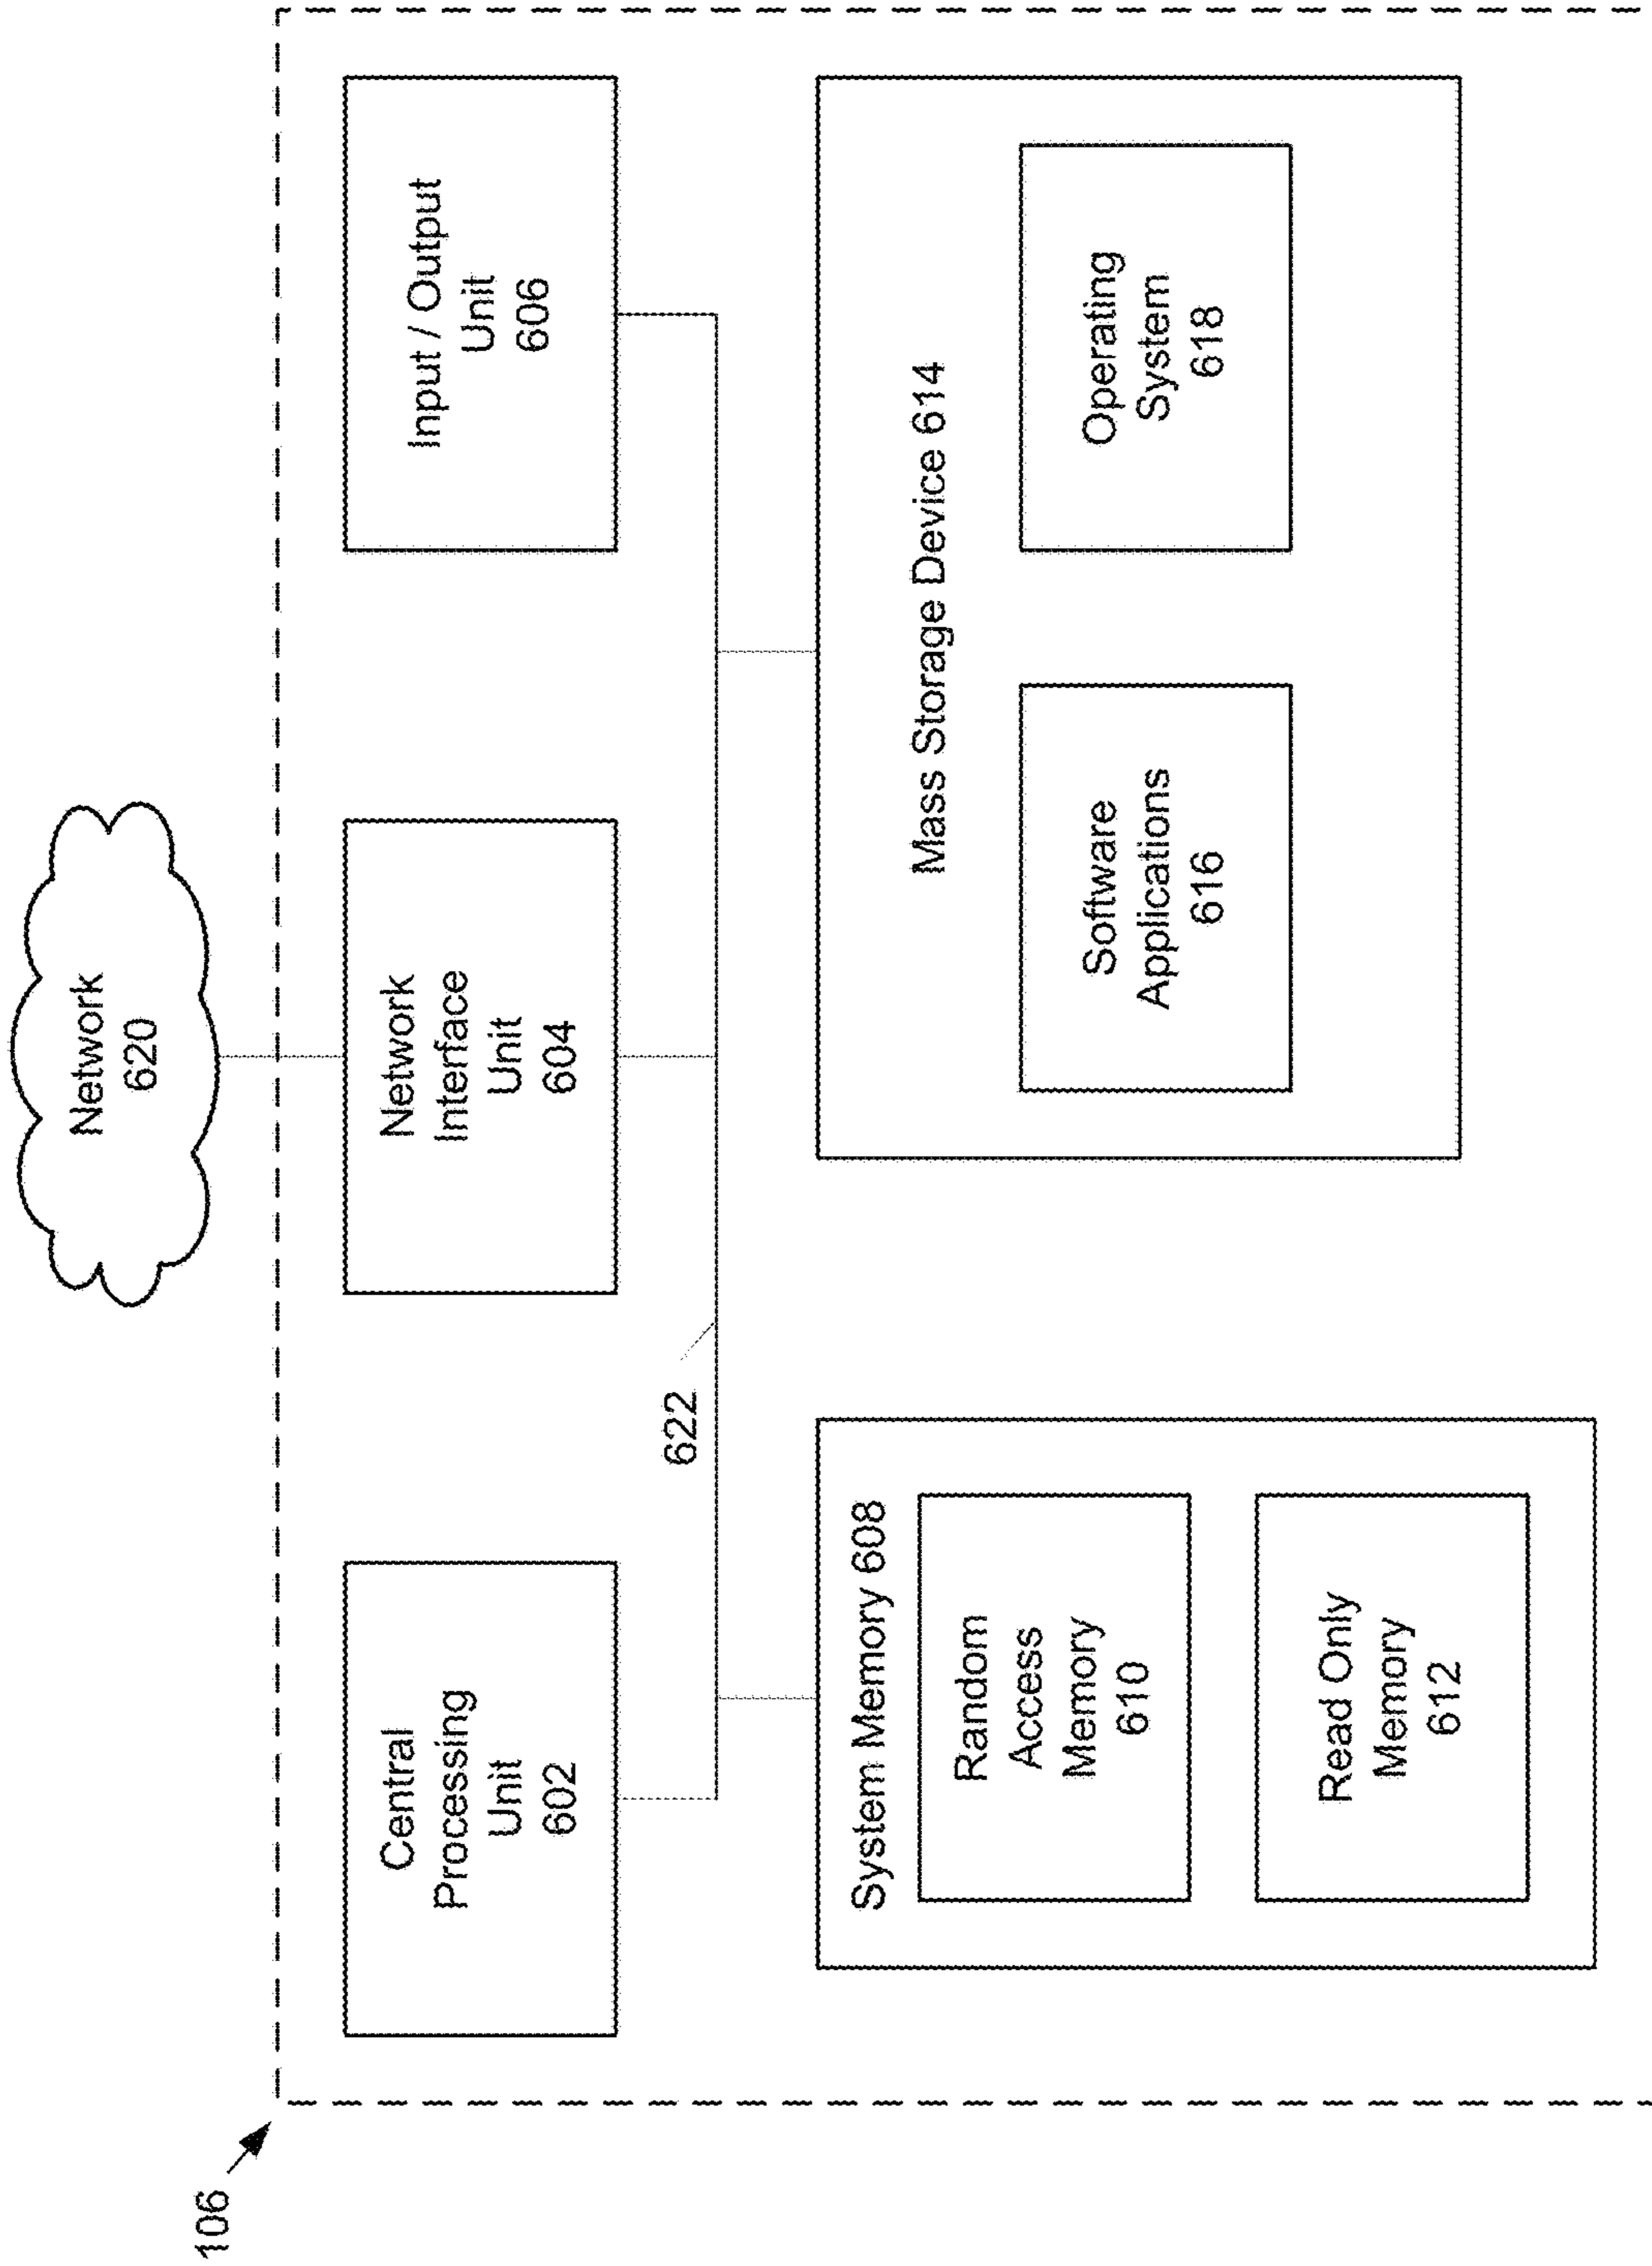 106
Network
620
Central
Processing
Unit
602
Network
Interface
Unit
604
Input / Output
Unit
606
622
System Memory 608
Random
Access
Memory
610
Read Only
Memory
612
Mass Storage Device 614
Software
Applications
616
Operating
System
618